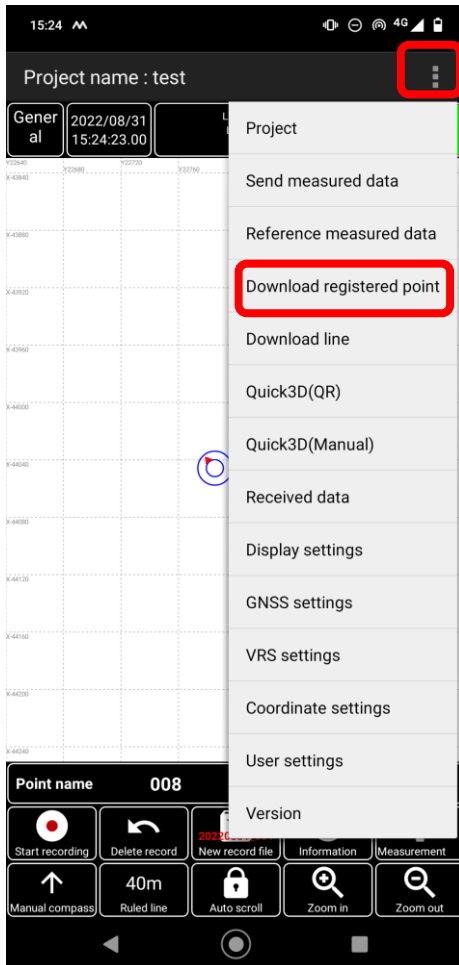 15:24
4G
Project name : test
Gener
al
2022/08/31
15:24:23.00
L
Project
Send measured data
Reference measured data
Download registered point
Download line
Quick3D(QR)
Quick3D(Manual)
Received data
Display settings
GNSS settings
VRS settings
Coordinate settings
User settings
Version
Y22640
Y22680
Y22720
Y22760
X-43840
X-43880
X-43920
X-43960
X-44000
X-44040
X-44080
X-44120
X-44160
X-44200
X-44240
Point name
008
Start recording
Delete record
New record file
Information
Measurement
Manual compass
40m
Ruled line
Auto scroll
Zoom in
Zoom out